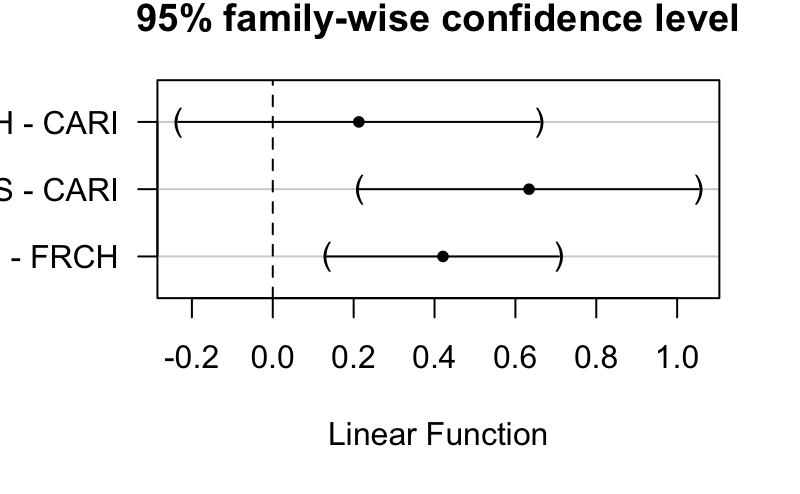 95% family-wise confidence level
H - CARI
S - CARI
- FRCH
-0.2 0.0 0.2 0.4 0.6 0.8 1.0
Linear Function